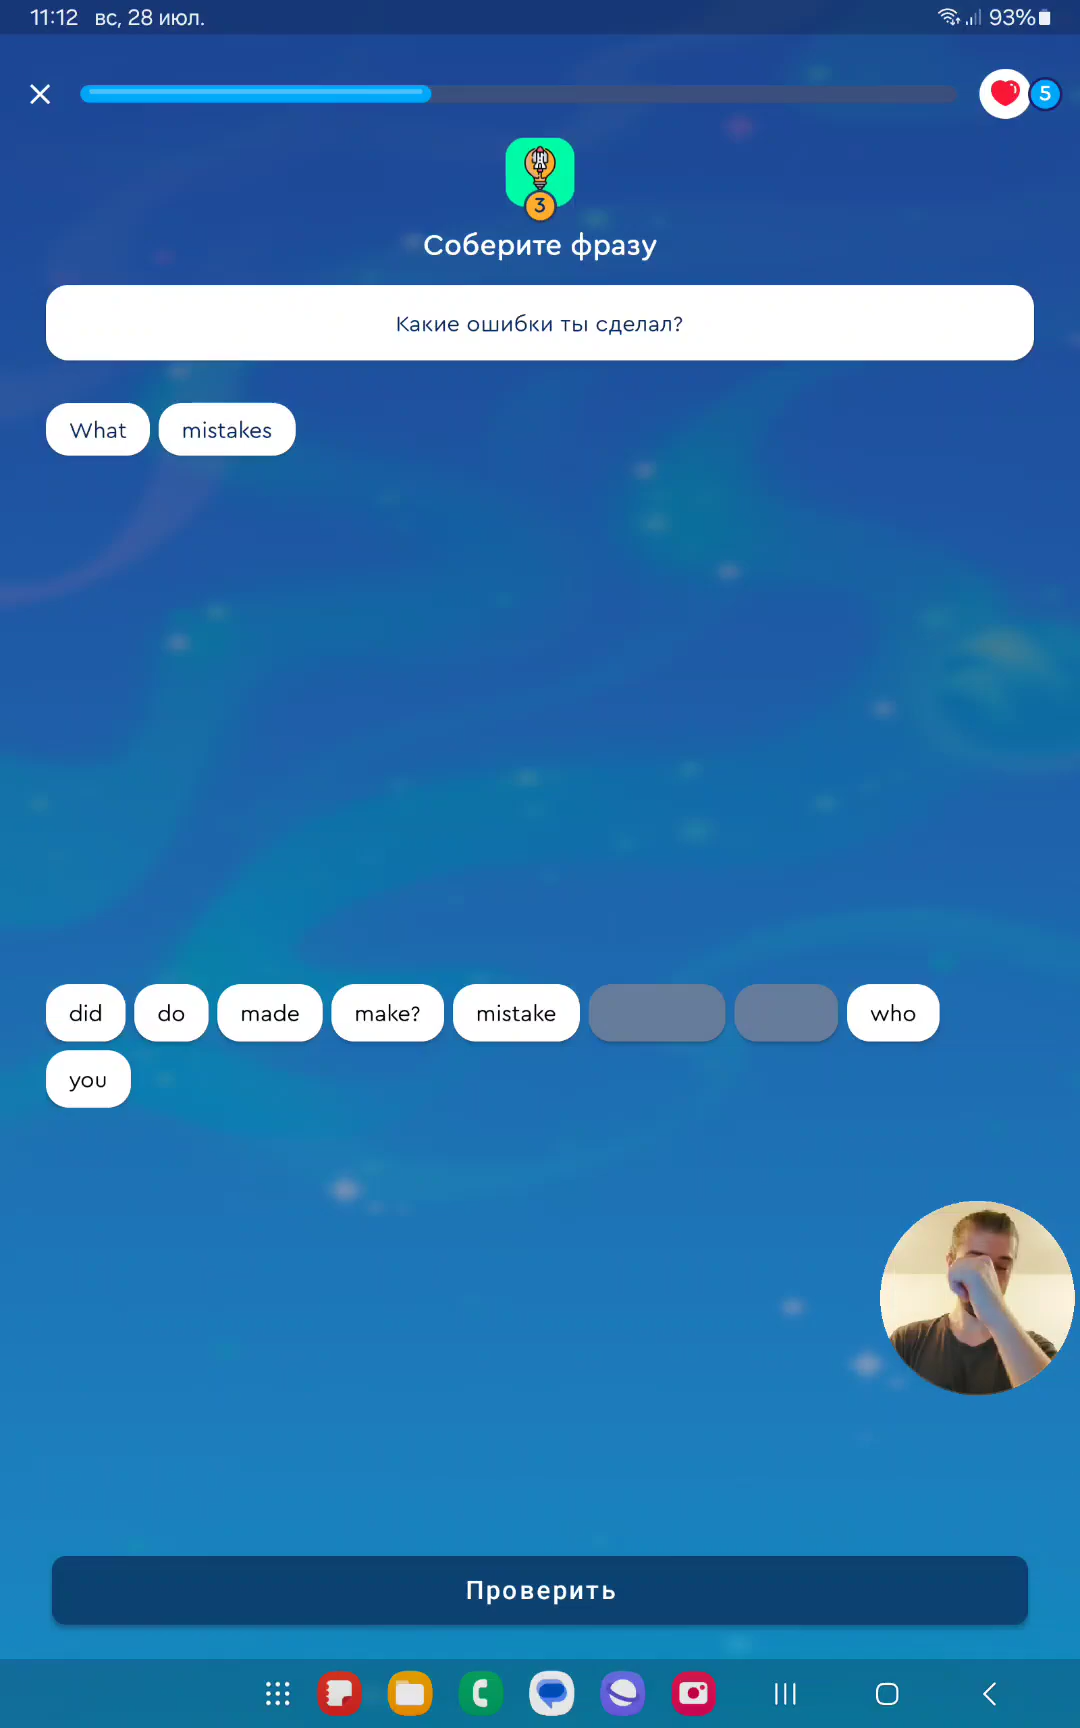 11:12 вс, 28 июл. 93%
5
3
Соберите фразу
Какие ошибки ты сделал?
What mistakes
did do made make? mistake who
you
Проверить